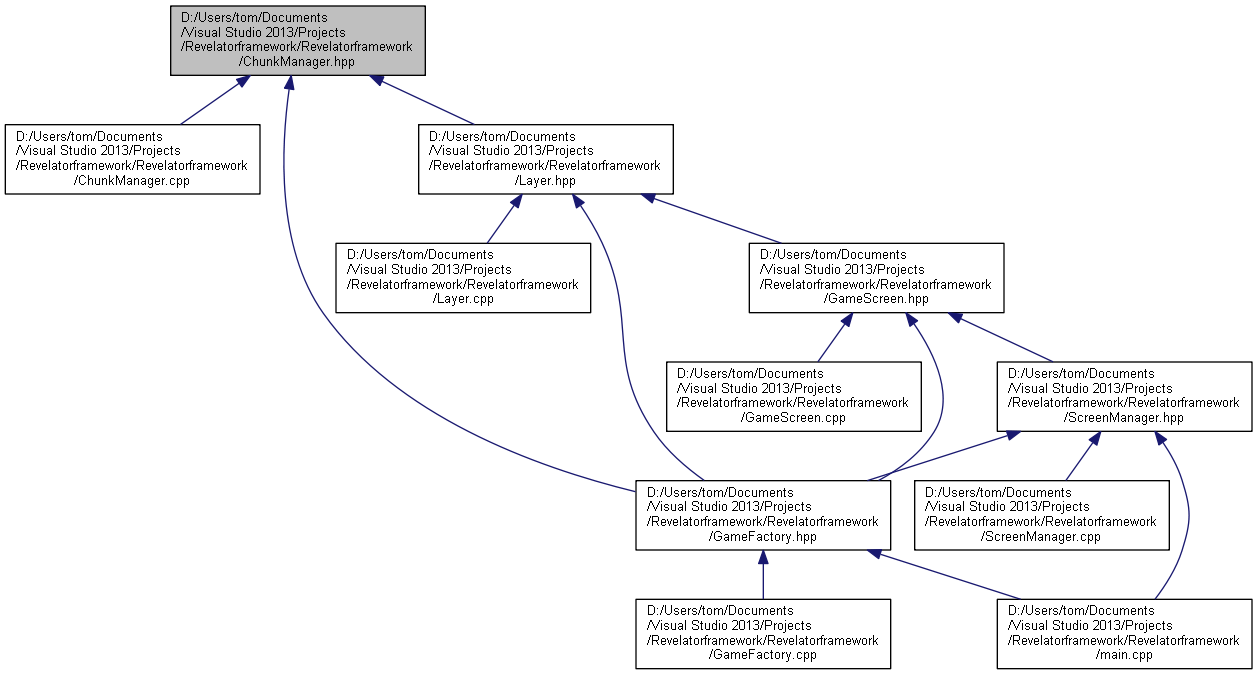 D:/Users/tom/Documents
/Visual Studio 2013/Projects
/Revelatorframework/Revelatorframework
/ChunkManager.hpp
D:/Users/tom/Documents
/Visual Studio 2013/Projects
/Revelatorframework/Revelatorframework
/ChunkManager.cpp
D:/Users/tom/Documents
/Visual Studio 2013/Projects
/Revelatorframework/Revelatorframework
/Layer.hpp
D:/Users/tom/Documents
/Visual Studio 2013/Projects
/Revelatorframework/Revelatorframework
/Layer.cpp
D:/Users/tom/Documents
/Visual Studio 2013/Projects
/Revelatorframework/Revelatorframework
/GameScreen.hpp
D:/Users/tom/Documents
/Visual Studio 2013/Projects
/Revelatorframework/Revelatorframework
/GameScreen.cpp
D:/Users/tom/Documents
/Visual Studio 2013/Projects
/Revelatorframework/Revelatorframework
/ScreenManager.hpp
D:/Users/tom/Documents
/Visual Studio 2013/Projects
/Revelatorframework/Revelatorframework
/GameFactory.hpp
D:/Users/tom/Documents
/Visual Studio 2013/Projects
/Revelatorframework/Revelatorframework
/ScreenManager.cpp
D:/Users/tom/Documents
/Visual Studio 2013/Projects
/Revelatorframework/Revelatorframework
/GameFactory.cpp
D:/Users/tom/Documents
/Visual Studio 2013/Projects
/Revelatorframework/Revelatorframework
/main.cpp